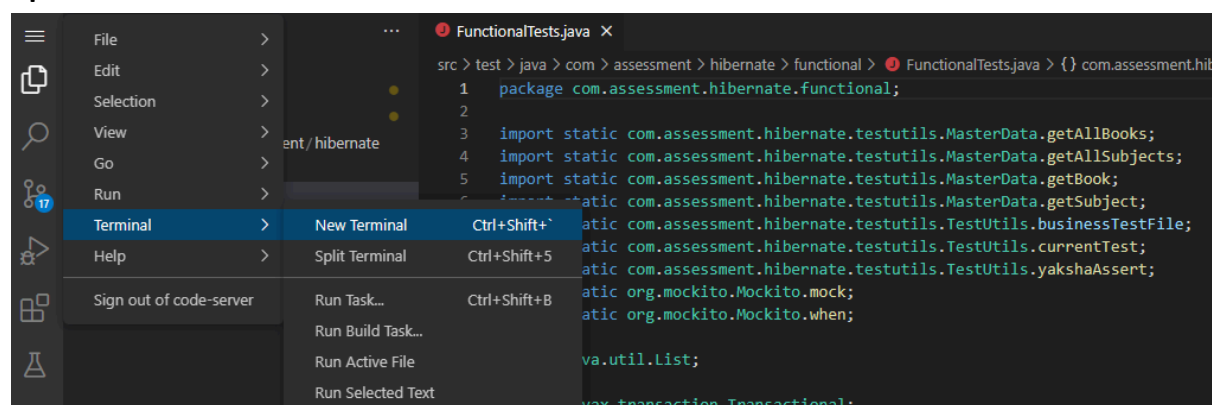 File
Edit
Selection
View
Go
Run
Terminal
Help
Sign out of code-server
17
...
ent/hibernate
New Terminal Ctrl+Shift+`
Split Terminal Ctrl+Shift+5
Run Task... Ctrl+Shift+B
Run Build Task...
Run Active File
Run Selected Text
J FunctionalTests.java ×
src > test > java > com > assessment > hibernate > functional > J FunctionalTests.java > {} com.assessment.hib
1 package com.assessment.hibernate.functional;
2
3 import static com.assessment.hibernate.testutils.MasterData.getAllBooks;
4 import static com.assessment.hibernate.testutils.MasterData.getAllSubjects;
5 import static com.assessment.hibernate.testutils.MasterData.getBook;
6 import static com.assessment.hibernate.testutils.MasterData.getSubject;
atic com.assessment.hibernate.testutils.TestUtils.businessTestFile;
atic com.assessment.hibernate.testutils.TestUtils.currentTest;
atic com.assessment.hibernate.testutils.TestUtils.yakshaAssert;
atic org.mockito.Mockito.mock;
atic org.mockito.Mockito.when;
va.util.List;
vax.transaction.Transactional;